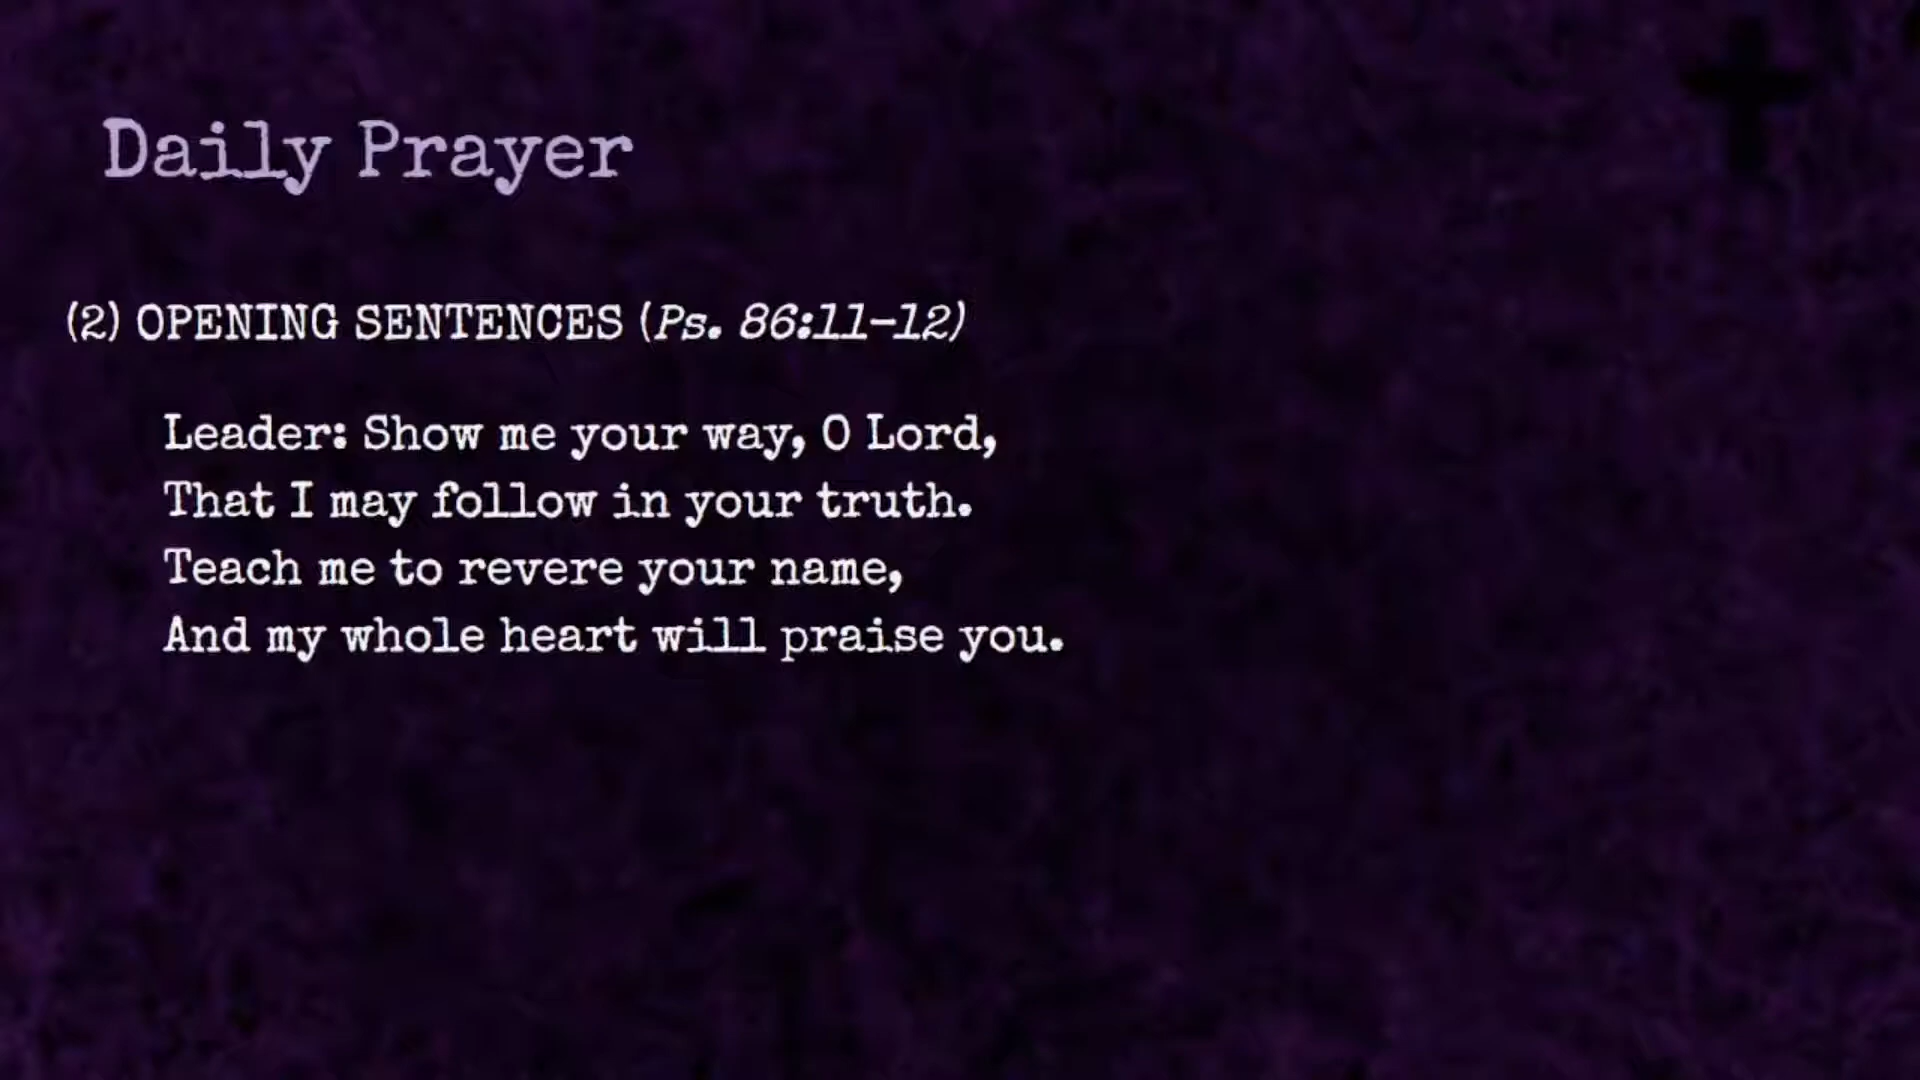 Daily Prayer
(2) OPENING SENTENCES (Ps. 86:11-12)
Leader: Show me your way, O Lord,
That I may follow in your truth.
Teach me to revere your name,
And my whole heart will praise you.